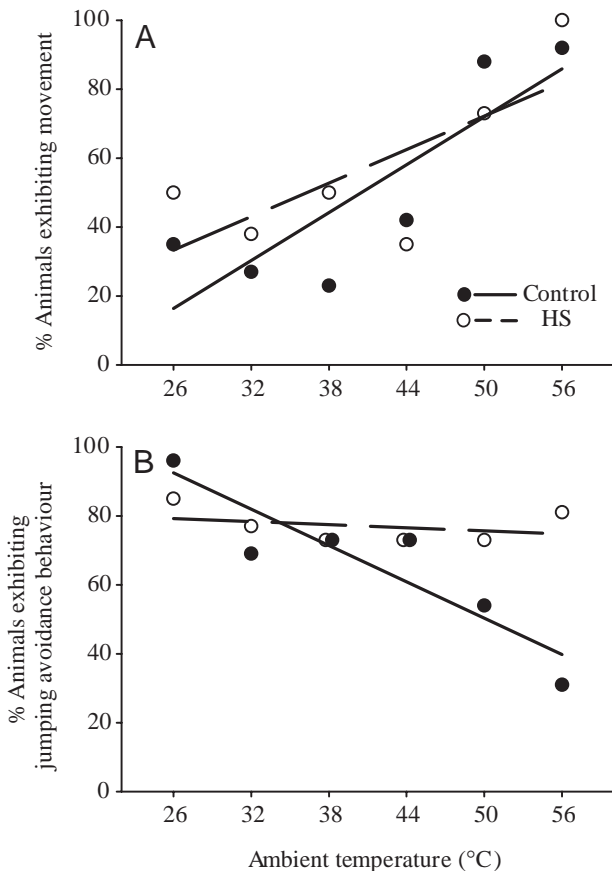 A
% Animals exhibiting movement
100
80
60
40
20
0
Control
HS
26 32 38 44 50 56
B
% Animals exhibiting
jumping avoidance behaviour
100
80
60
40
20
0
26 32 38 44 50 56
Ambient temperature (°C)